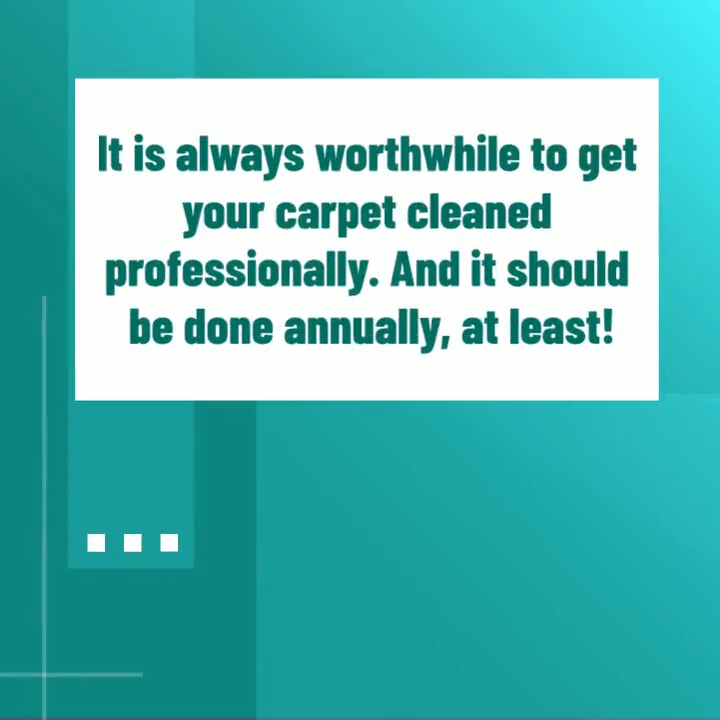 It is always worthwhile to get
your carpet cleaned
professionally. And it should
be done annually, at least!